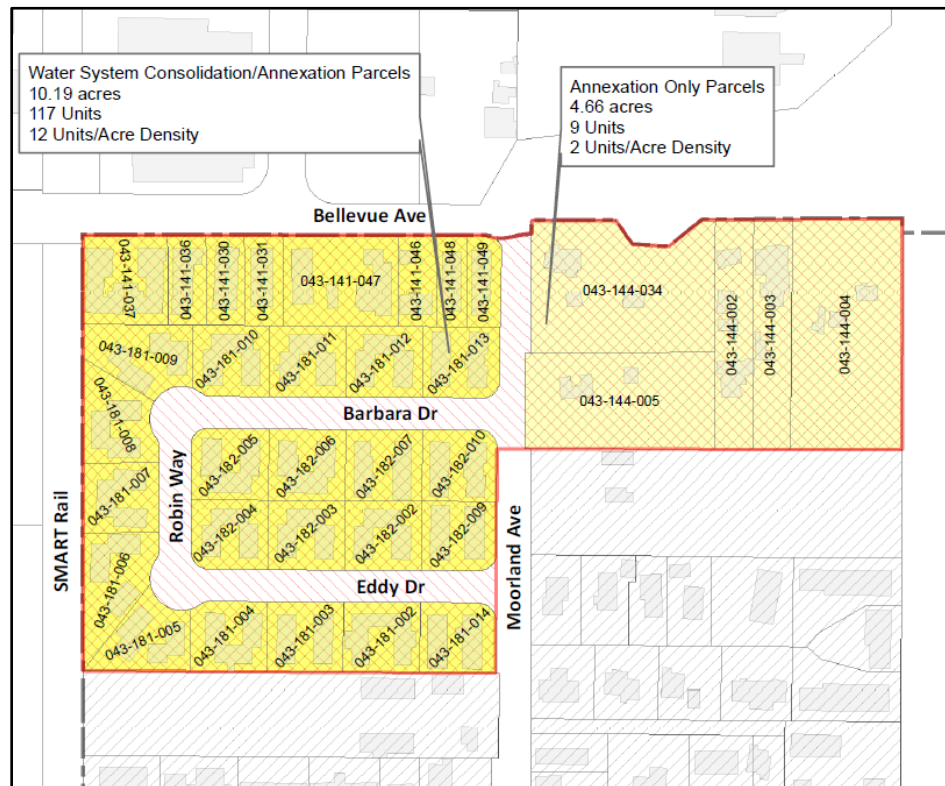 Water System Consolidation/Annexation Parcels
10.19 acres
117 Units
12 Units/Acre Density
Annexation Only Parcels
4.66 acres
9 Units
2 Units/Acre Density
Bellevue Ave
043-141-037
043-141-036
043-141-030
043-141-031
043-141-047
043-141-046
043-141-048
043-141-049
043-144-034
043-144-002
043-144-003
043-144-004
043-181-009
043-181-010
043-181-011
043-181-012
043-181-013
043-144-005
Barbara Dr
043-181-008
043-182-005
043-182-006
043-182-007
043-182-010
043-181-007
Robin Way
043-182-004
043-182-003
043-182-002
043-182-009
SMART Rail
Moorland Ave
043-181-006
Eddy Dr
043-181-005
043-181-004
043-181-003
043-181-002
043-181-014